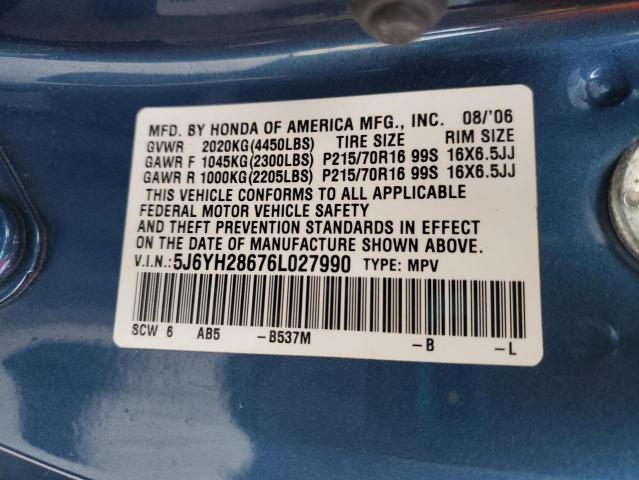 MFD. BY HONDA OF AMERICA MFG., INC. 08/'06
GVWR 2020KG(4450LBS) TIRE SIZE RIM SIZE
GAWR F 1045KG(2300LBS) P215/70R16 99S 16X6.5JJ
GAWR R 1000KG(2205LBS) P215/70R16 99S 16X6.5JJ
THIS VEHICLE CONFORMS TO ALL APPLICABLE
FEDERAL MOTOR VEHICLE SAFETY
AND THEFT PREVENTION STANDARDS IN EFFECT
ON THE DATE OF MANUFACTURE SHOWN ABOVE.
V.I.N.: 5J6YH28676L027990 TYPE: MPV
SCW 6 AB5 -B537M -B -L